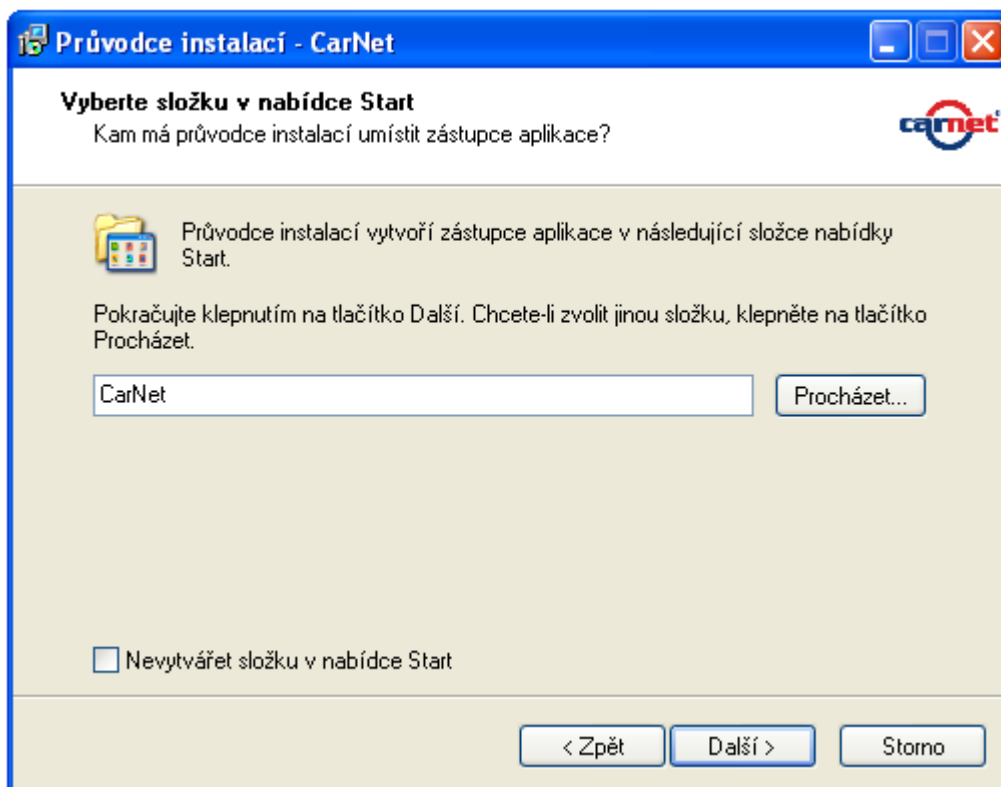 Průvodce instalací - CarNet
Vyberte složku v nabídce Start
Kam má průvodce instalací umístit zástupce aplikace?
carnet
Průvodce instalací vytvoří zástupce aplikace v následující složce nabídky
Start.
Pokračujte klepnutím na tlačítko Další. Chcete-li zvolit jinou složku, klepněte na tlačítko
Procházet.
CarNet
Procházet...
Nevytvářet složku v nabídce Start
< Zpět
Další >
Storno